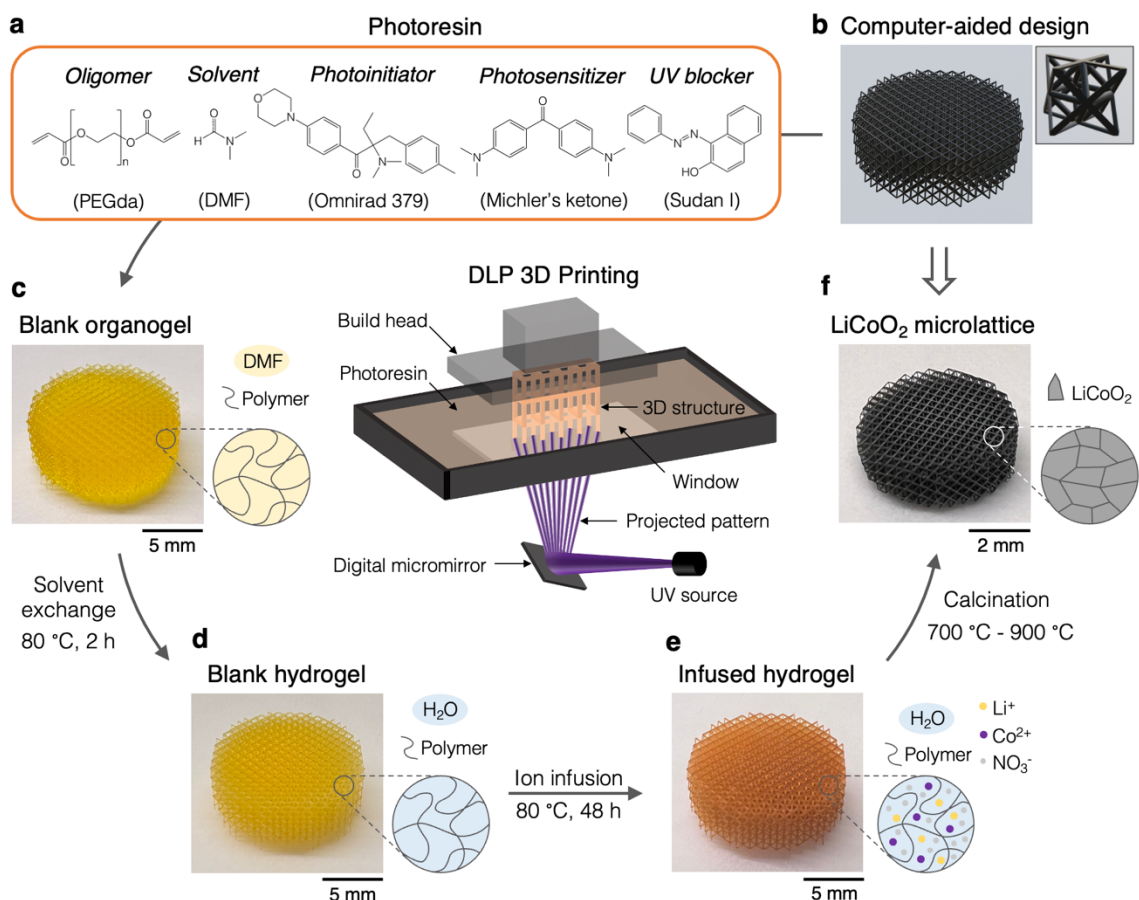 a
Photoresin
Oligomer
Solvent
Photoinitiator
Photosensitizer
UV blocker
O
O
O
O
n
O
H
N
O
N
O
N
O
N
N
N
N
HO
(PEGda)
(DMF)
(Omnirad 379)
(Michler's ketone)
(Sudan I)
b Computer-aided design
c
Blank organogel
DMF
Polymer
5 mm
DLP 3D Printing
Build head
Photoresin
3D structure
Window
Projected pattern
Digital micromirror
UV source
f
LiCoO₂ microlattice
LiCoO₂
2 mm
Solvent
exchange
80 °C, 2 h
d
Blank hydrogel
H₂O
Polymer
5 mm
Ion infusion
80 °C, 48 h
e
Infused hydrogel
H₂O
Polymer
Li⁺
Co²⁺
NO₃⁻
5 mm
Calcination
700 °C - 900 °C